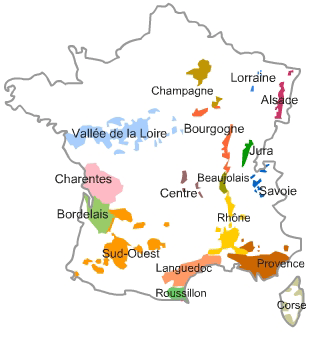 Lorraine
Champagne
Alsace
Vallée de la Loire
Bourgogne
Jura
Charentes
Beaujolais
Centre
Savoie
Bordelais
Rhône
Sud-Ouest
Languedoc
Provence
Roussillon
Corse